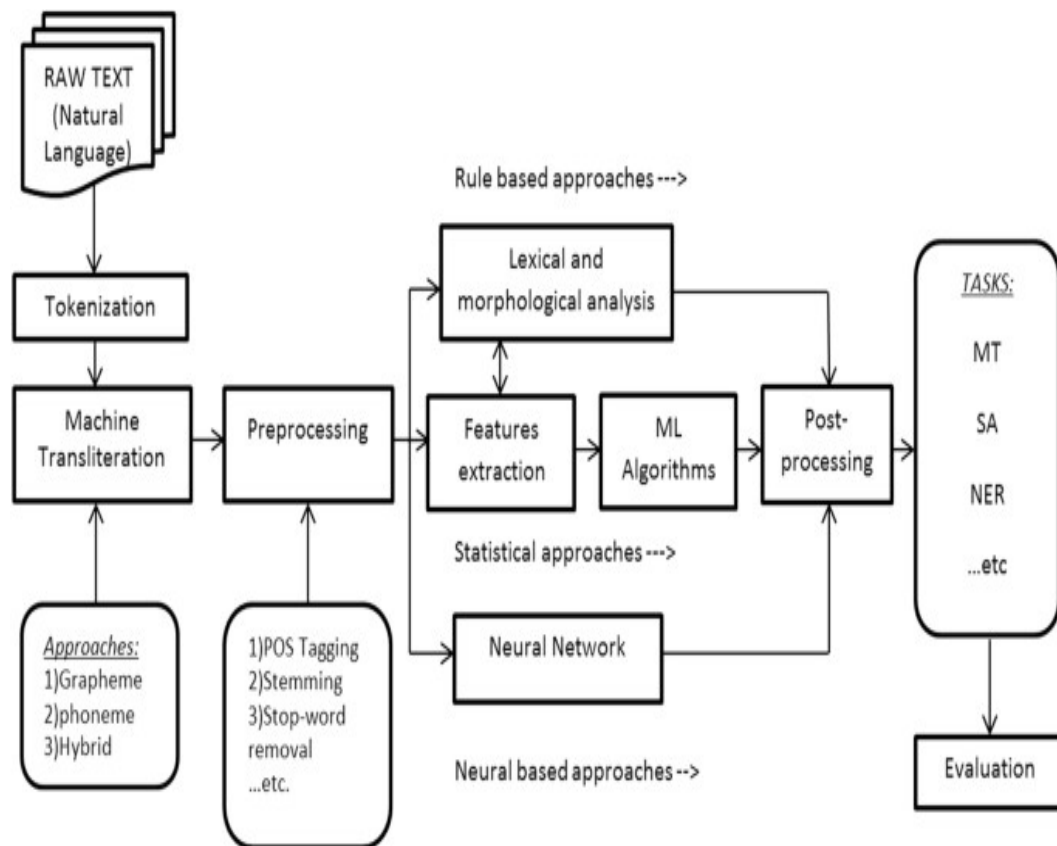 RAW TEXT
(Natural
Language)
Tokenization
Machine
Transliteration
Approaches:
1)Grapheme
2)phoneme
3)Hybrid
Preprocessing
1)POS Tagging
2)Stemming
3)Stop-word
removal
...etc.
Rule based approaches --->
Lexical and
morphological analysis
Features
extraction
ML
Algorithms
Statistical approaches --->
Neural Network
Neural based approaches -->
Post-
processing
TASKS:
MT
SA
NER
...etc
Evaluation